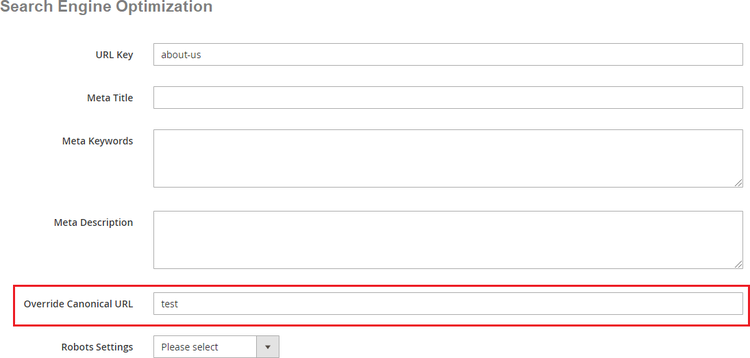 Search Engine Optimization
URL Key about-us
Meta Title
Meta Keywords
Meta Description
Override Canonical URL test
Robots Settings Please select